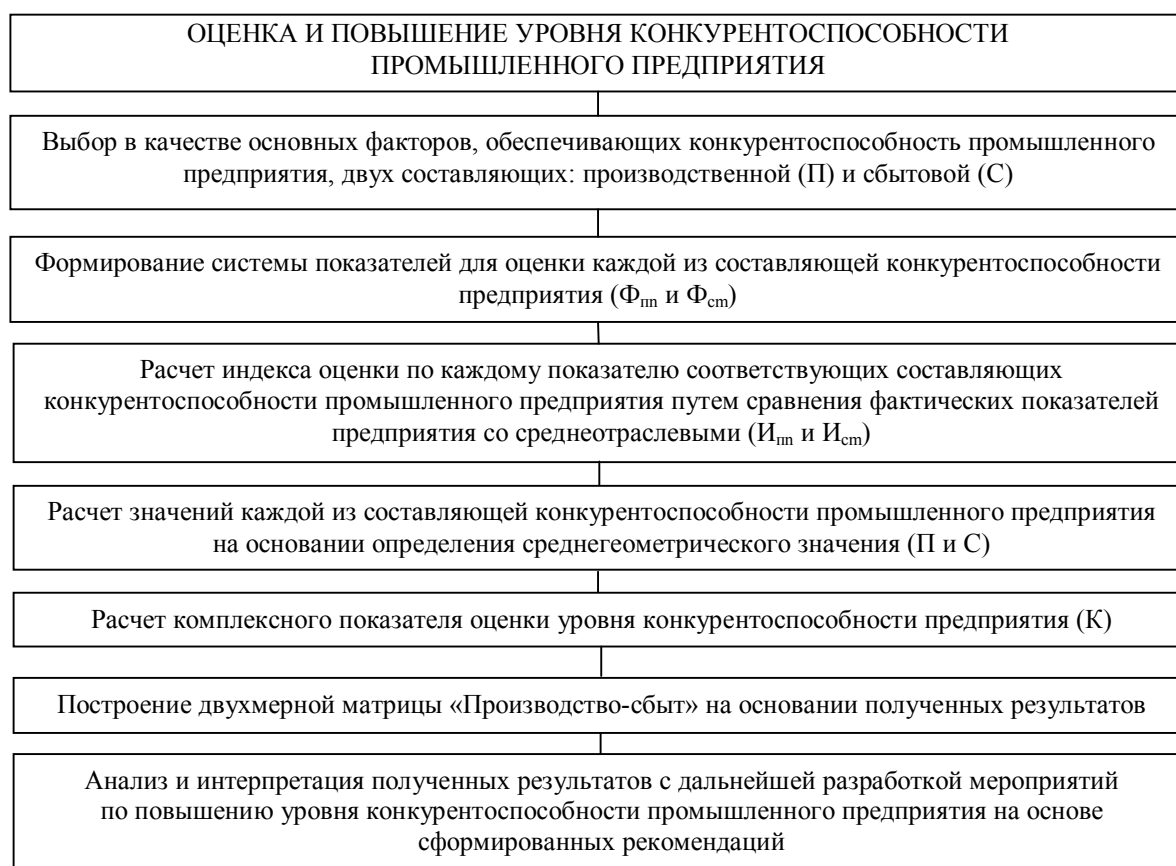 ОЦЕНКА И ПОВЫШЕНИЕ УРОВНЯ КОНКУРЕНТОСПОСОБНОСТИ
ПРОМЫШЛЕННОГО ПРЕДПРИЯТИЯ
Выбор в качестве основных факторов, обеспечивающих конкурентоспособность промышленного
предприятия, двух составляющих: производственной (П) и сбытовой (С)
Формирование системы показателей для оценки каждой из составляющей конкурентоспособности
предприятия (Фпn и Фсm)
Расчет индекса оценки по каждому показателю соответствующих составляющих
конкурентоспособности промышленного предприятия путем сравнения фактических показателей
предприятия со среднеотраслевыми (Ипn и Исm)
Расчет значений каждой из составляющей конкурентоспособности промышленного предприятия
на основании определения среднегеометрического значения (П и С)
Расчет комплексного показателя оценки уровня конкурентоспособности предприятия (К)
Построение двухмерной матрицы «Производство-сбыт» на основании полученных результатов
Анализ и интерпретация полученных результатов с дальнейшей разработкой мероприятий
по повышению уровня конкурентоспособности промышленного предприятия на основе
сформированных рекомендаций